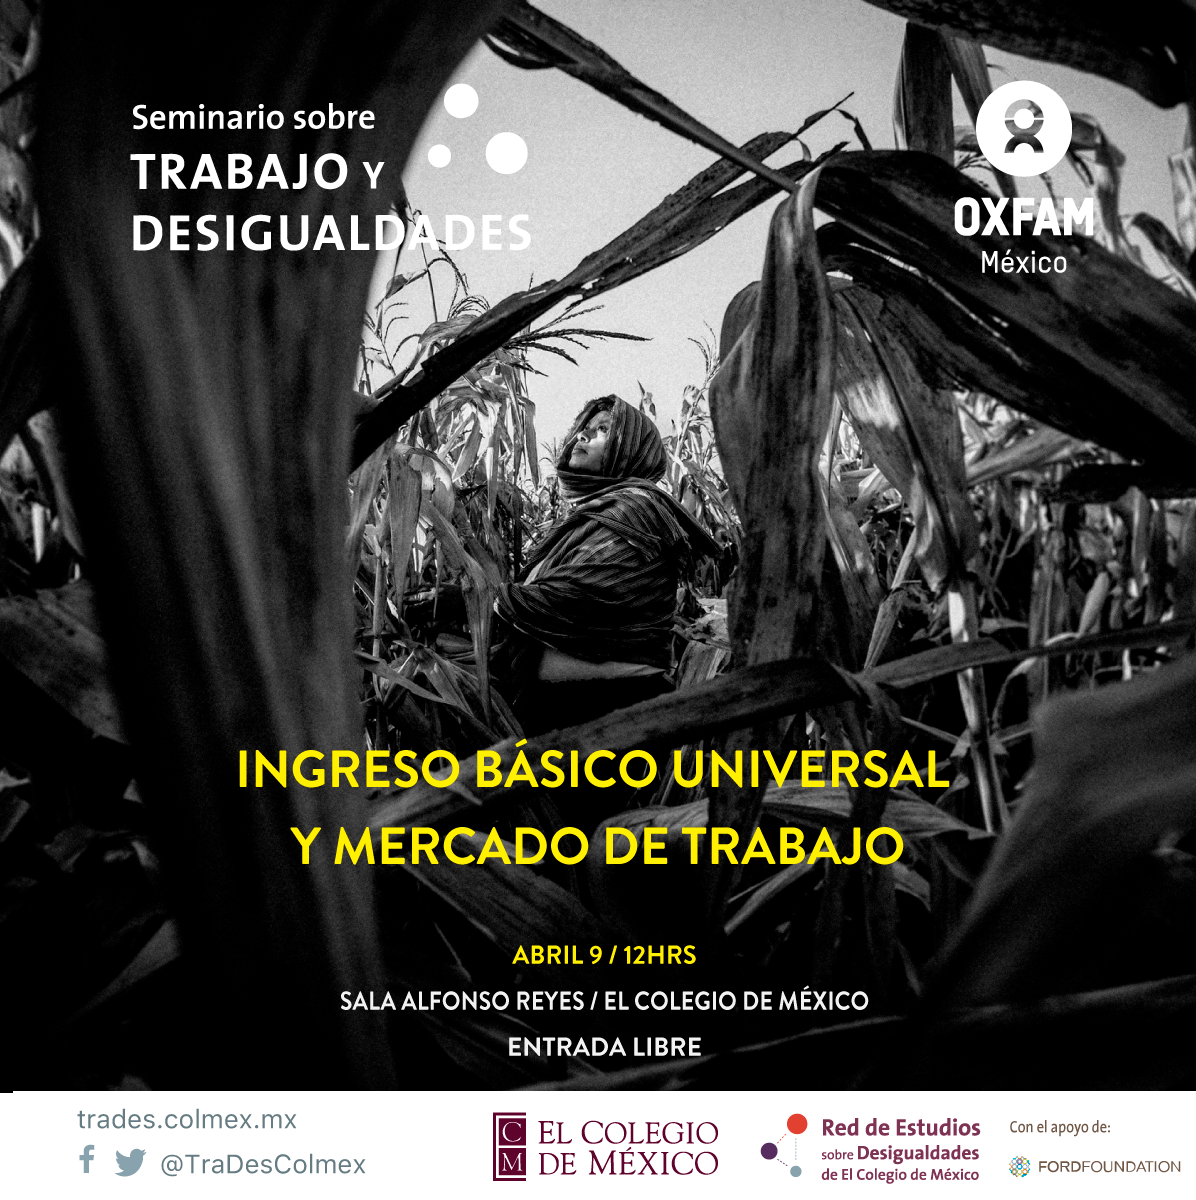 Seminario sobre
TRABAJO Y
DESIGUALDADES
OXFAM
México
INGRESO BÁSICO UNIVERSAL
Y MERCADO DE TRABAJO
ABRIL 9 / 12HRS
SALA ALFONSO REYES / EL COLEGIO DE MÉXICO
ENTRADA LIBRE
trades.colmex.mx
@TraDesColmex
C
M
EL COLEGIO
DE MÉXICO
Red de Estudios
sobre Desigualdades
de El Colegio de México
Con el apoyo de:
FORDFOUNDATION